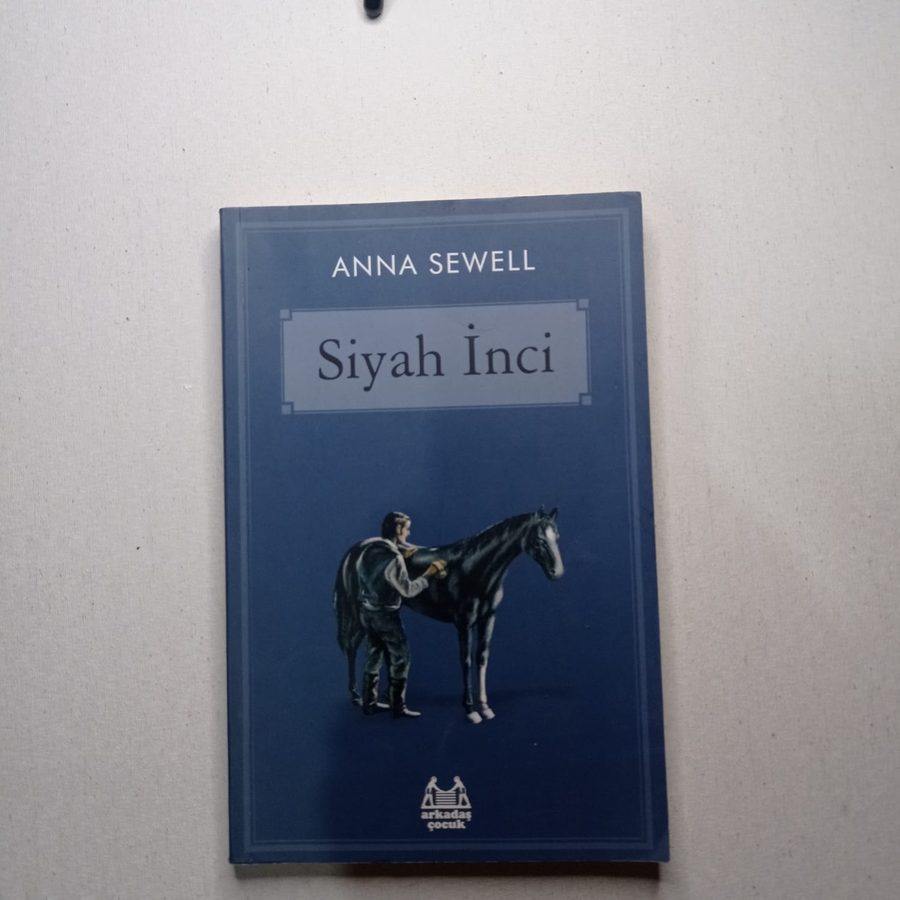 ANNA SEWELL
Siyah İnci
arkadaş
çocuk